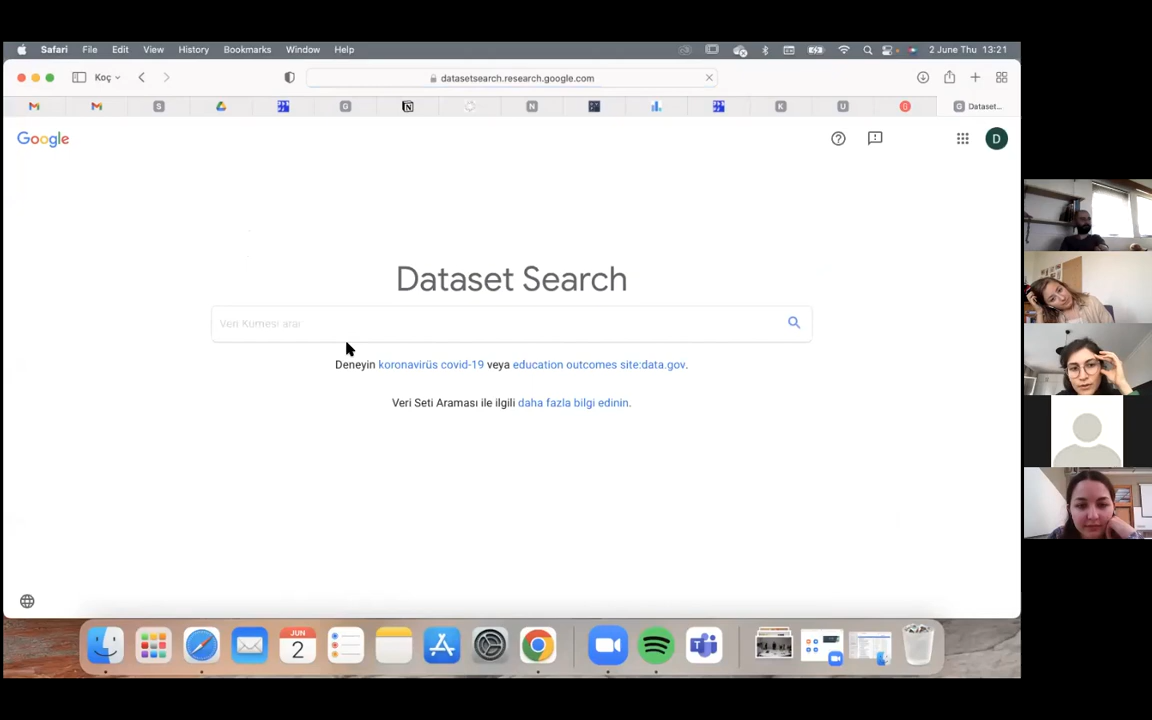 Safari File Edit View History Bookmarks Window Help 2 June Thu 13:21
Koç datasetsearch.research.google.com
S G N K U G Dataset...
Google D
Dataset Search
Veri Kümesi arar
Deneyin koronavirüs covid-19 veya education outcomes site:data.gov.
Veri Seti Araması ile ilgili daha fazla bilgi edinin.
JUN
2